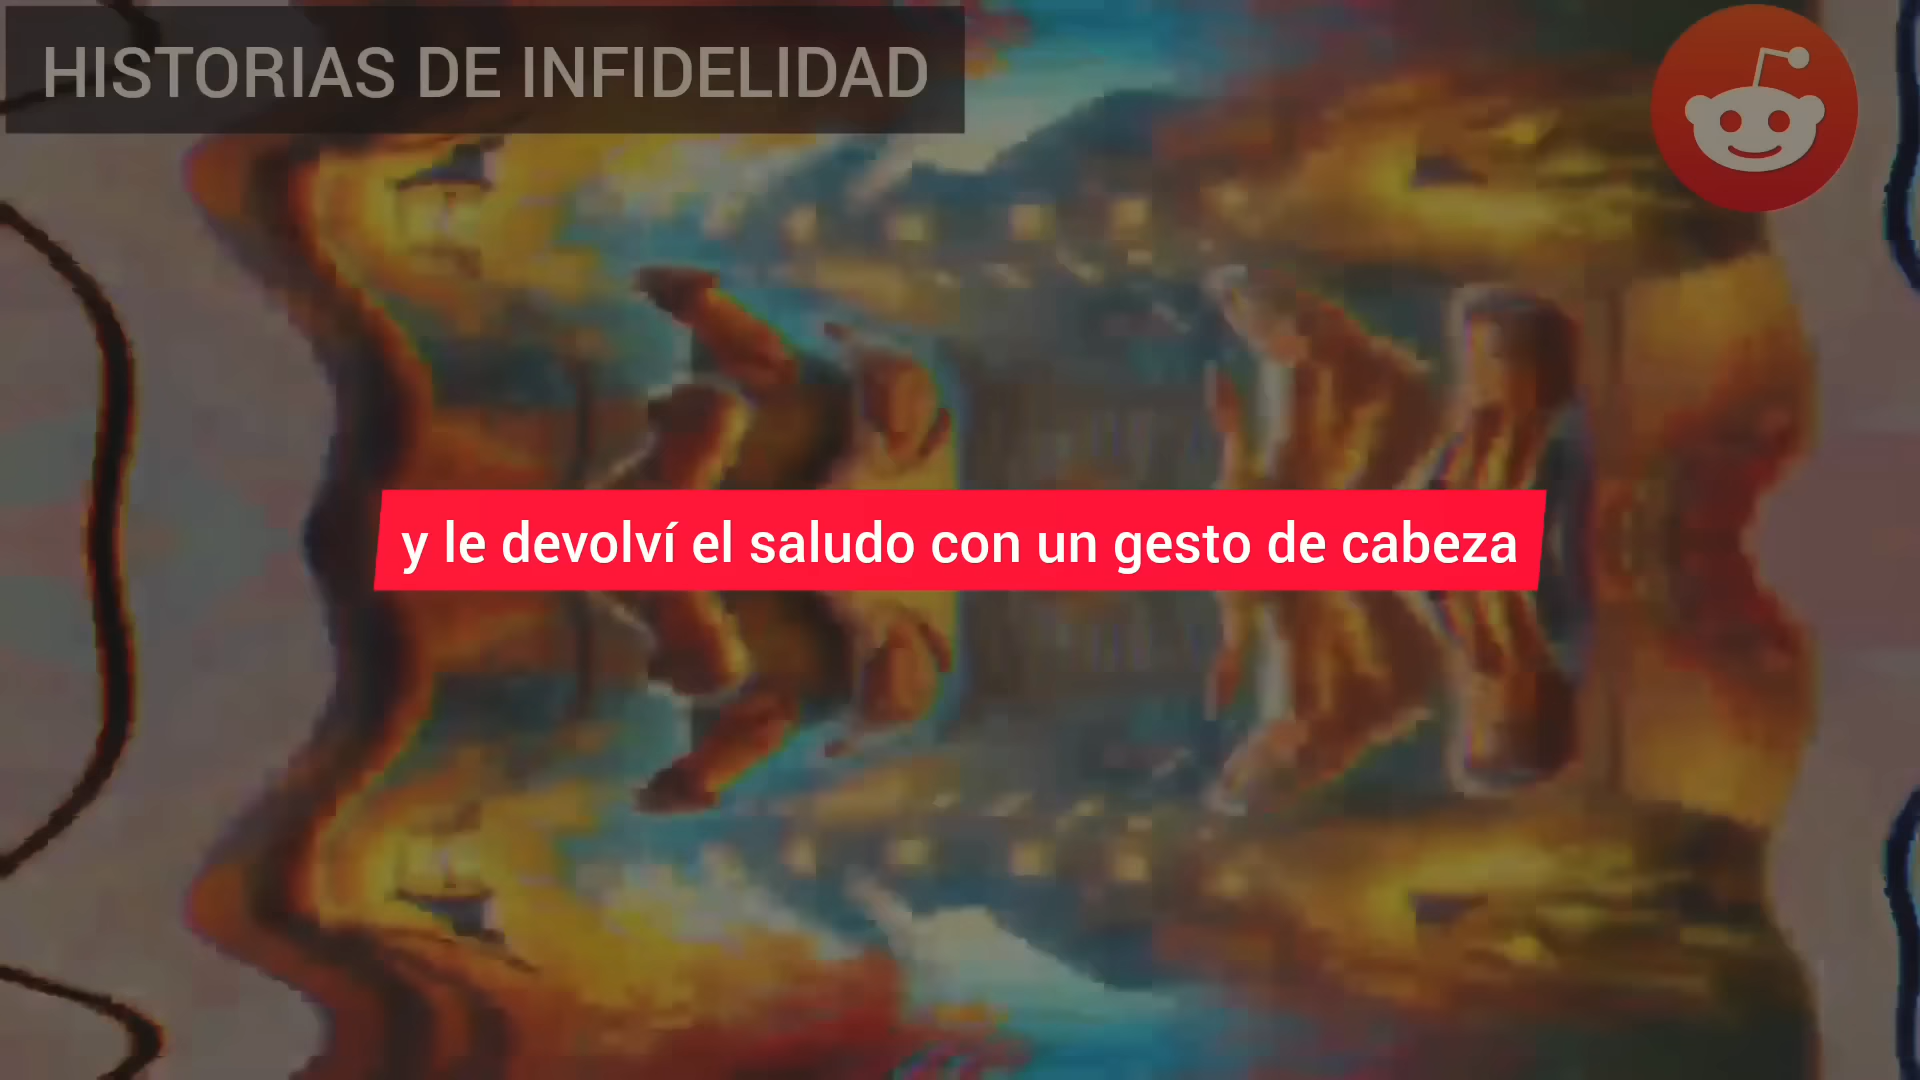 HISTORIAS DE INFIDELIDAD
y le devolví el saludo con un gesto de cabeza